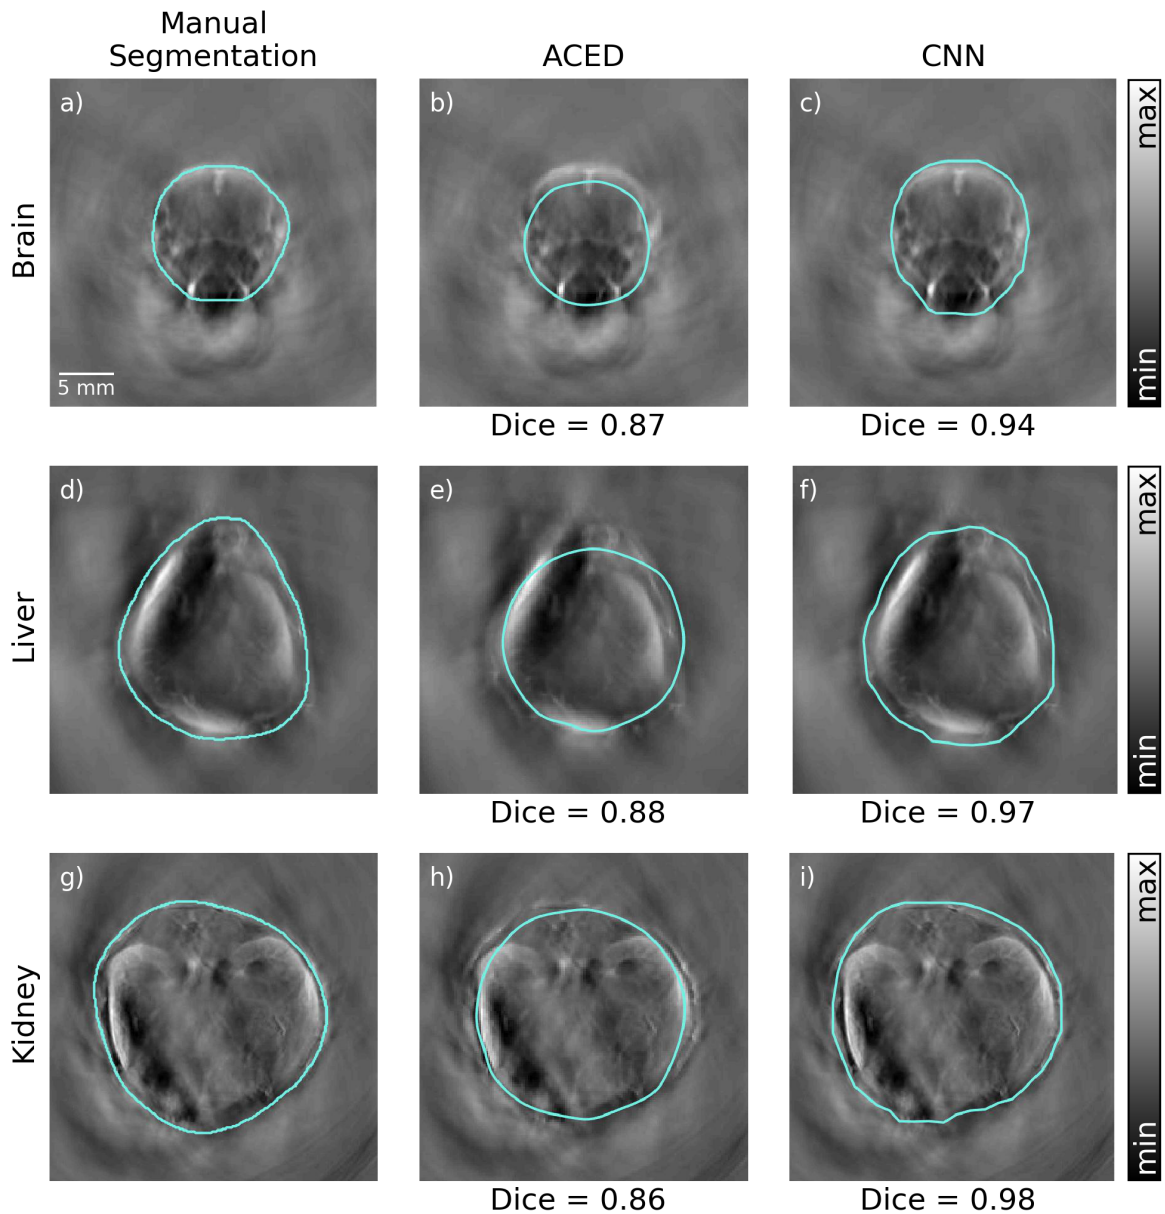 Manual
Segmentation
ACED
CNN
Brain
a)
b)
c)
max
min
5 mm
Dice = 0.87
Dice = 0.94
Liver
d)
e)
f)
max
min
Dice = 0.88
Dice = 0.97
Kidney
g)
h)
i)
max
min
Dice = 0.86
Dice = 0.98